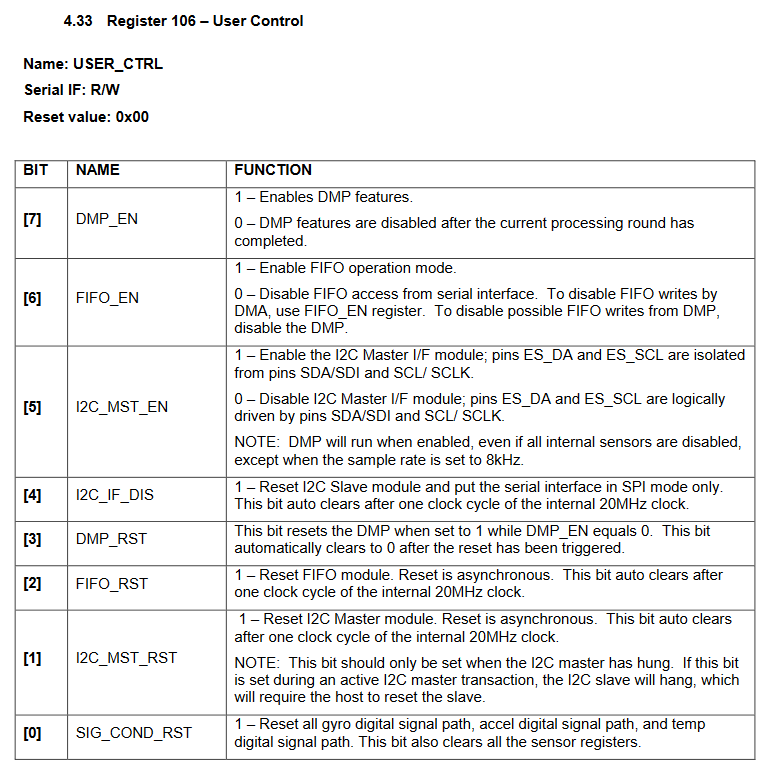 4.33 Register 106 – User Control
Name: USER_CTRL
Serial IF: R/W
Reset value: 0x00
BIT NAME FUNCTION
[7] DMP_EN
1 – Enables DMP features.
0 – DMP features are disabled after the current processing round has
completed.
[6] FIFO_EN
1 – Enable FIFO operation mode.
0 – Disable FIFO access from serial interface. To disable FIFO writes by
DMA, use FIFO_EN register. To disable possible FIFO writes from DMP,
disable the DMP.
[5] I2C_MST_EN
1 – Enable the I2C Master I/F module; pins ES_DA and ES_SCL are isolated
from pins SDA/SDI and SCL/ SCLK.
0 – Disable I2C Master I/F module; pins ES_DA and ES_SCL are logically
driven by pins SDA/SDI and SCL/ SCLK.
NOTE: DMP will run when enabled, even if all internal sensors are disabled,
except when the sample rate is set to 8kHz.
[4] I2C_IF_DIS
1 – Reset I2C Slave module and put the serial interface in SPI mode only.
This bit auto clears after one clock cycle of the internal 20MHz clock.
[3] DMP_RST
This bit resets the DMP when set to 1 while DMP_EN equals 0. This bit
automatically clears to 0 after the reset has been triggered.
[2] FIFO_RST
1 – Reset FIFO module. Reset is asynchronous. This bit auto clears after
one clock cycle of the internal 20MHz clock.
[1] I2C_MST_RST
1 – Reset I2C Master module. Reset is asynchronous. This bit auto clears
after one clock cycle of the internal 20MHz clock.
NOTE: This bit should only be set when the I2C master has hung. If this bit
is set during an active I2C master transaction, the I2C slave will hang, which
will require the host to reset the slave.
[0] SIG_COND_RST
1 – Reset all gyro digital signal path, accel digital signal path, and temp
digital signal path. This bit also clears all the sensor registers.